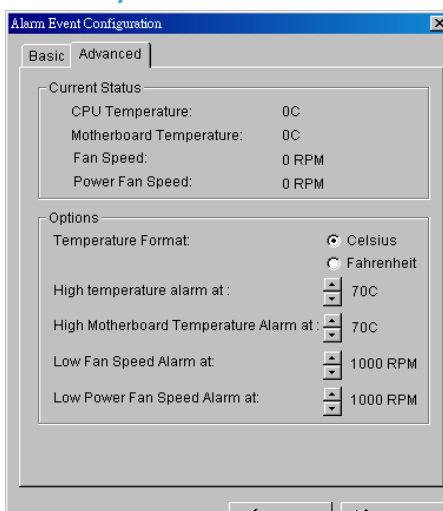 Alarm Event Configuration
Basic Advanced
Current Status
CPU Temperature: 0C
Motherboard Temperature: 0C
Fan Speed: 0 RPM
Power Fan Speed: 0 RPM
Options
Temperature Format: Celsius
Fahrenheit
High temperature alarm at : 70C
High Motherboard Temperature Alarm at : 70C
Low Fan Speed Alarm at: 1000 RPM
Low Power Fan Speed Alarm at: 1000 RPM